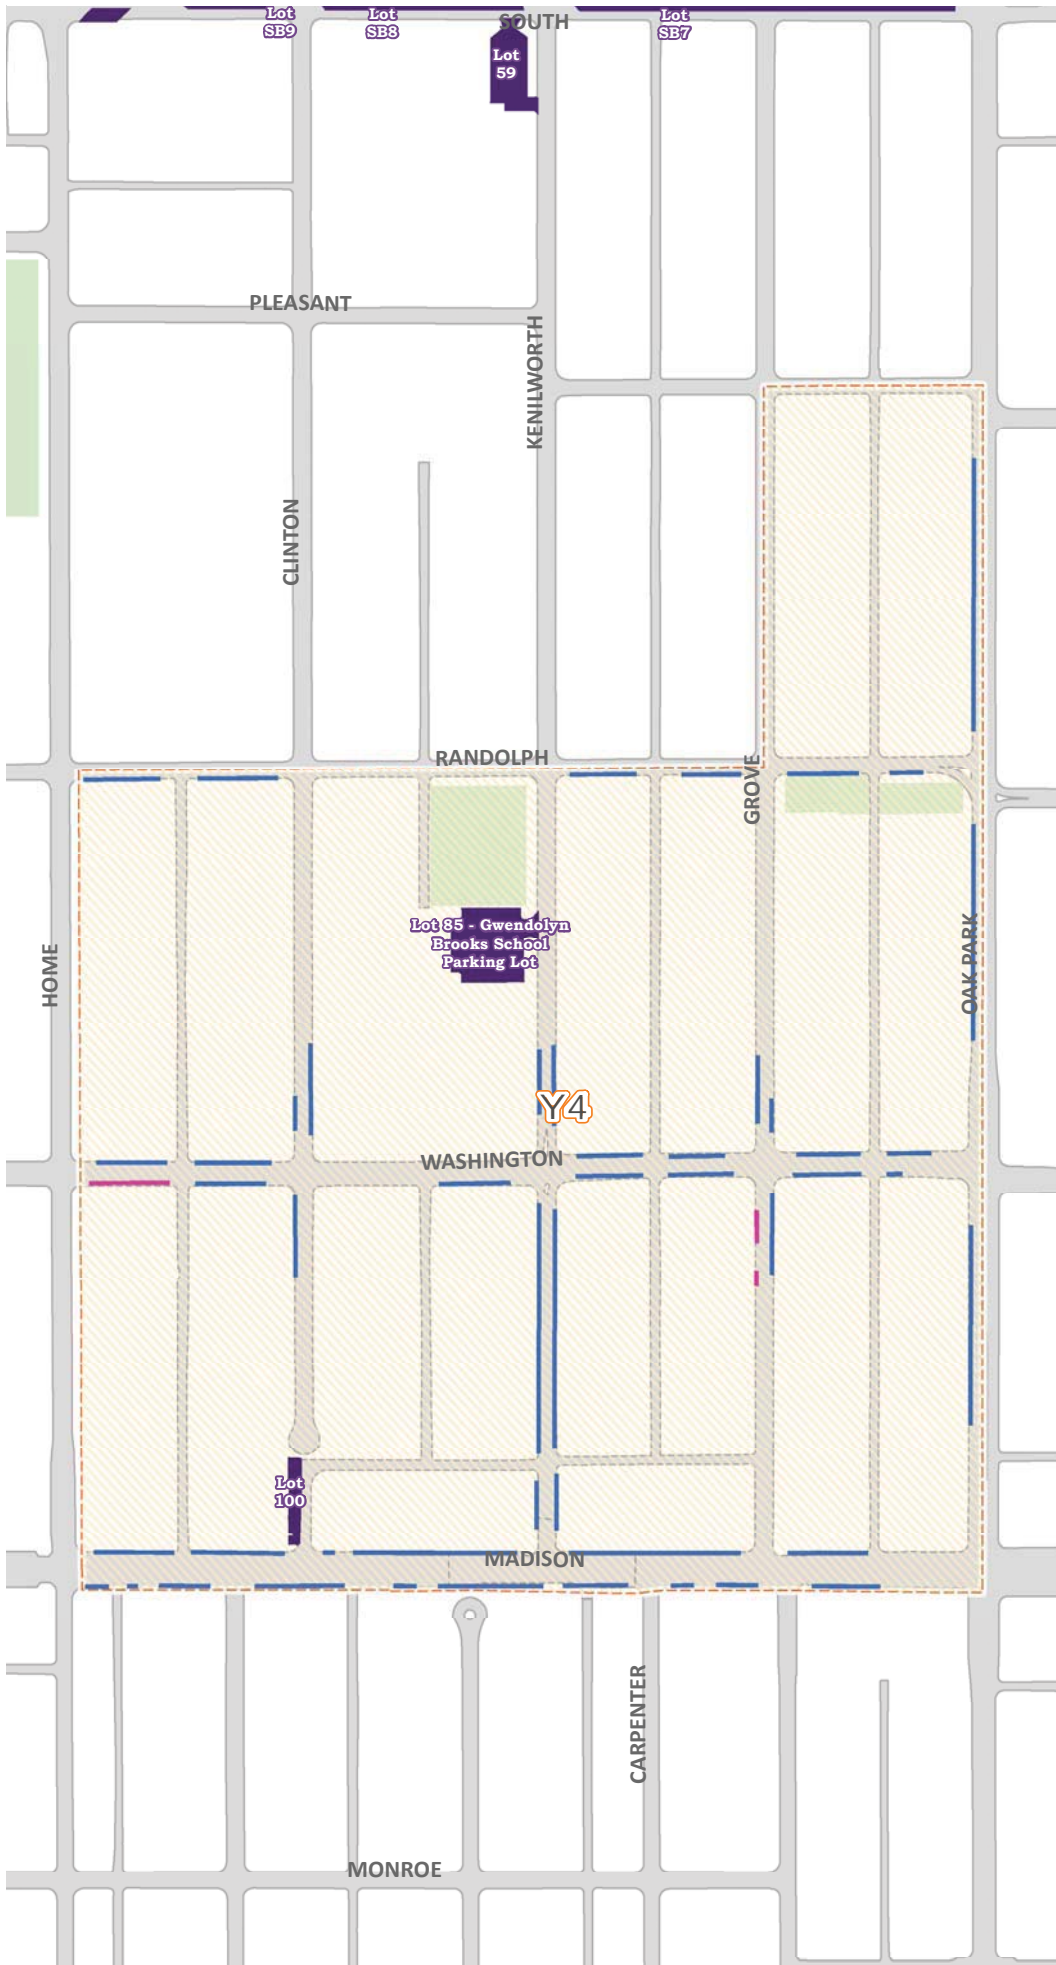 Lot
SB9
Lot
SB8
SOUTH
Lot
SB7
Lot
59
PLEASANT
KENILWORTH
CLINTON
RANDOLPH
GROVE
Lot 85 - Gwendolyn
Brooks School
Parking Lot
HOME
OAK PARK
Y4
WASHINGTON
Lot
100
MADISON
CARPENTER
MONROE